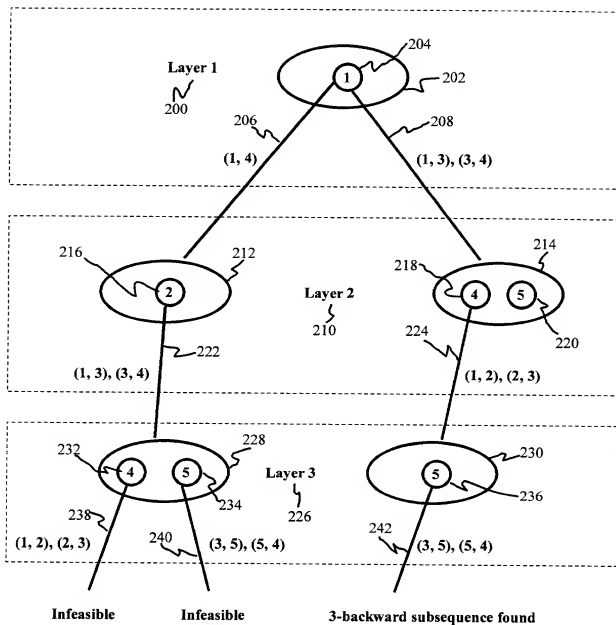 204
1
Layer 1
200
202
206
208
(1, 4)
(1, 3), (3, 4)
216
212
214
218
2
4
5
Layer 2
210
220
222
224
(1, 3), (3, 4)
(1, 2), (2, 3)
232
228
230
4
5
Layer 3
5
234
226
236
238
240
242
(1, 2), (2, 3)
(3, 5), (5, 4)
(3, 5), (5, 4)
Infeasible
Infeasible
3-backward subsequence found